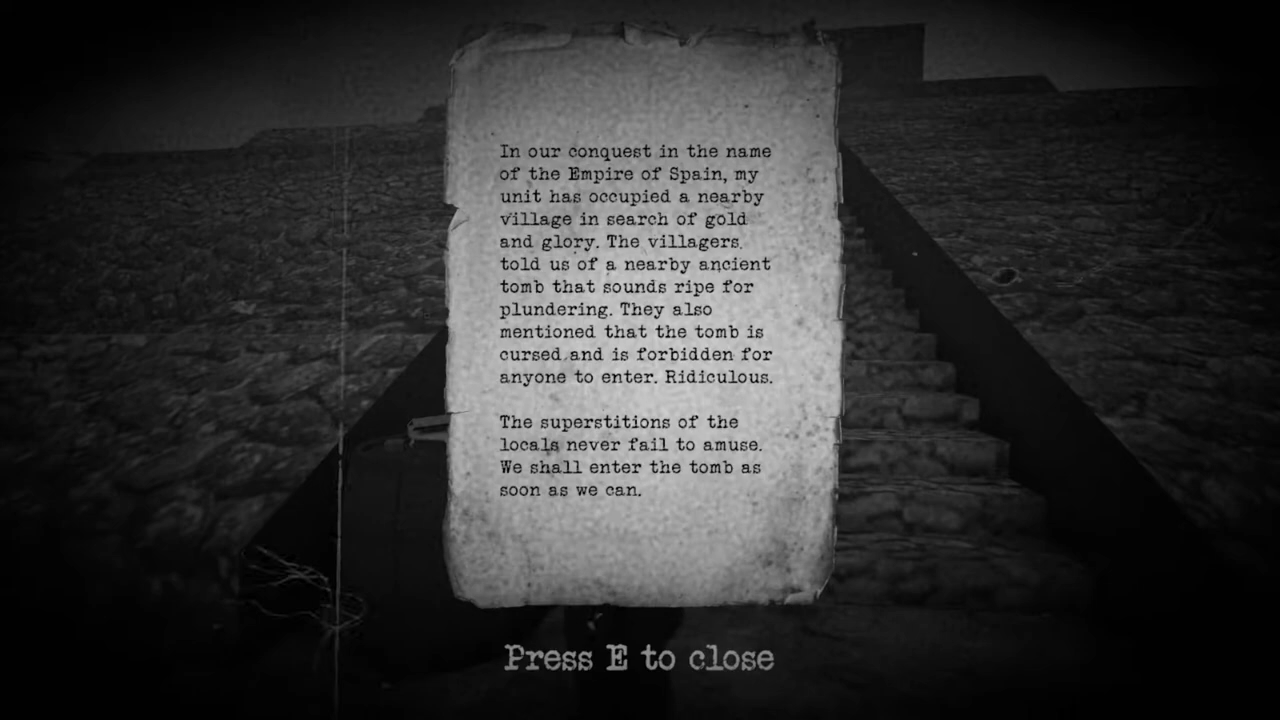 In our conquest in the name
of the Empire of Spain, my
unit has occupied a nearby
village in search of gold
and glory. The villagers
told us of a nearby ancient
tomb that sounds ripe for
plundering. They also
mentioned that the tomb is
cursed and is forbidden for
anyone to enter. Ridiculous.
The superstitions of the
locals never fail to amuse.
We shall enter the tomb as
soon as we can.
Press E to close